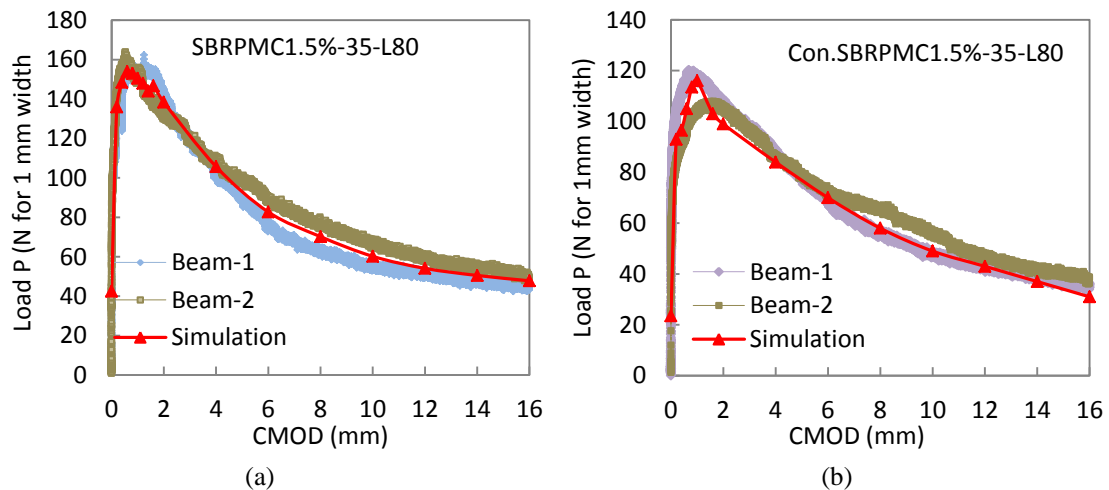 SBRPMC1.5%-35-L80
Load P (N for 1 mm width)
180
160
140
120
100
80
60
40
20
0
Beam-1
Beam-2
Simulation
0 2 4 6 8 10 12 14 16
CMOD (mm)
(a)
Con.SBRPMC1.5%-35-L80
Load P (N for 1mm width)
140
120
100
80
60
40
20
0
Beam-1
Beam-2
Simulation
0 2 4 6 8 10 12 14 16
CMOD (mm)
(b)